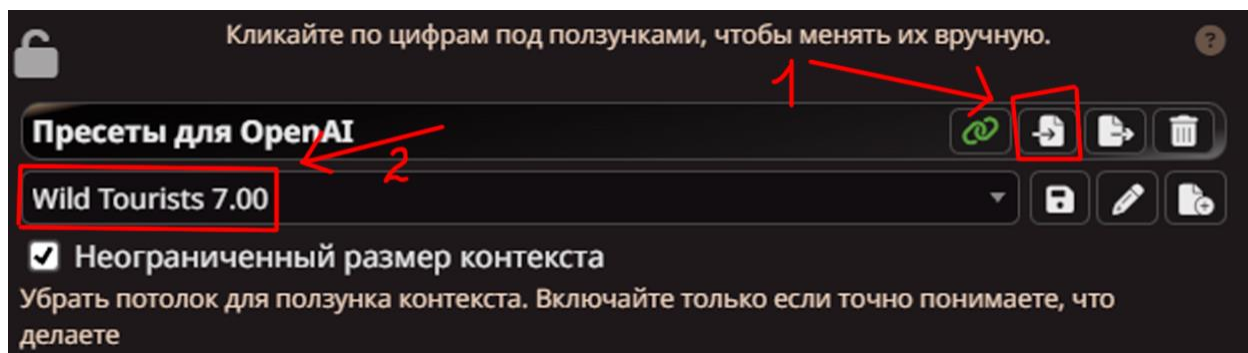 Кликайте по цифрам под ползунками, чтобы менять их вручную.
?
1
Пресеты для OpenAI
2
Wild Tourists 7.00
Неограниченный размер контекста
Убрать потолок для ползунка контекста. Включайте только если точно понимаете, что
делаете